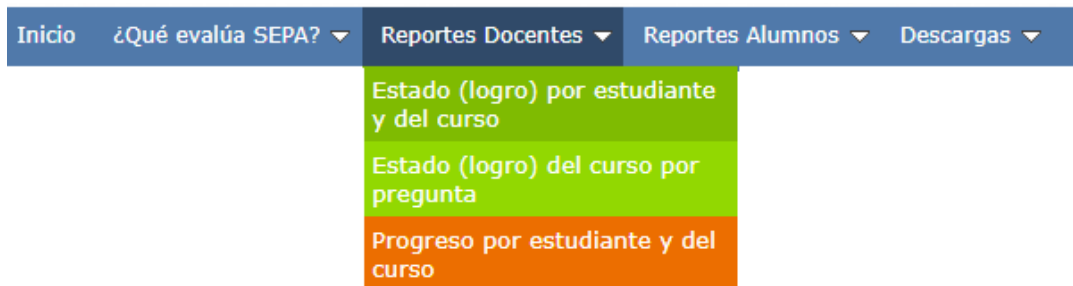 Inicio ¿Qué evalúa SEPA? Reportes Docentes Reportes Alumnos Descargas
Estado (logro) por estudiante
y del curso
Estado (logro) del curso por
pregunta
Progreso por estudiante y del
curso